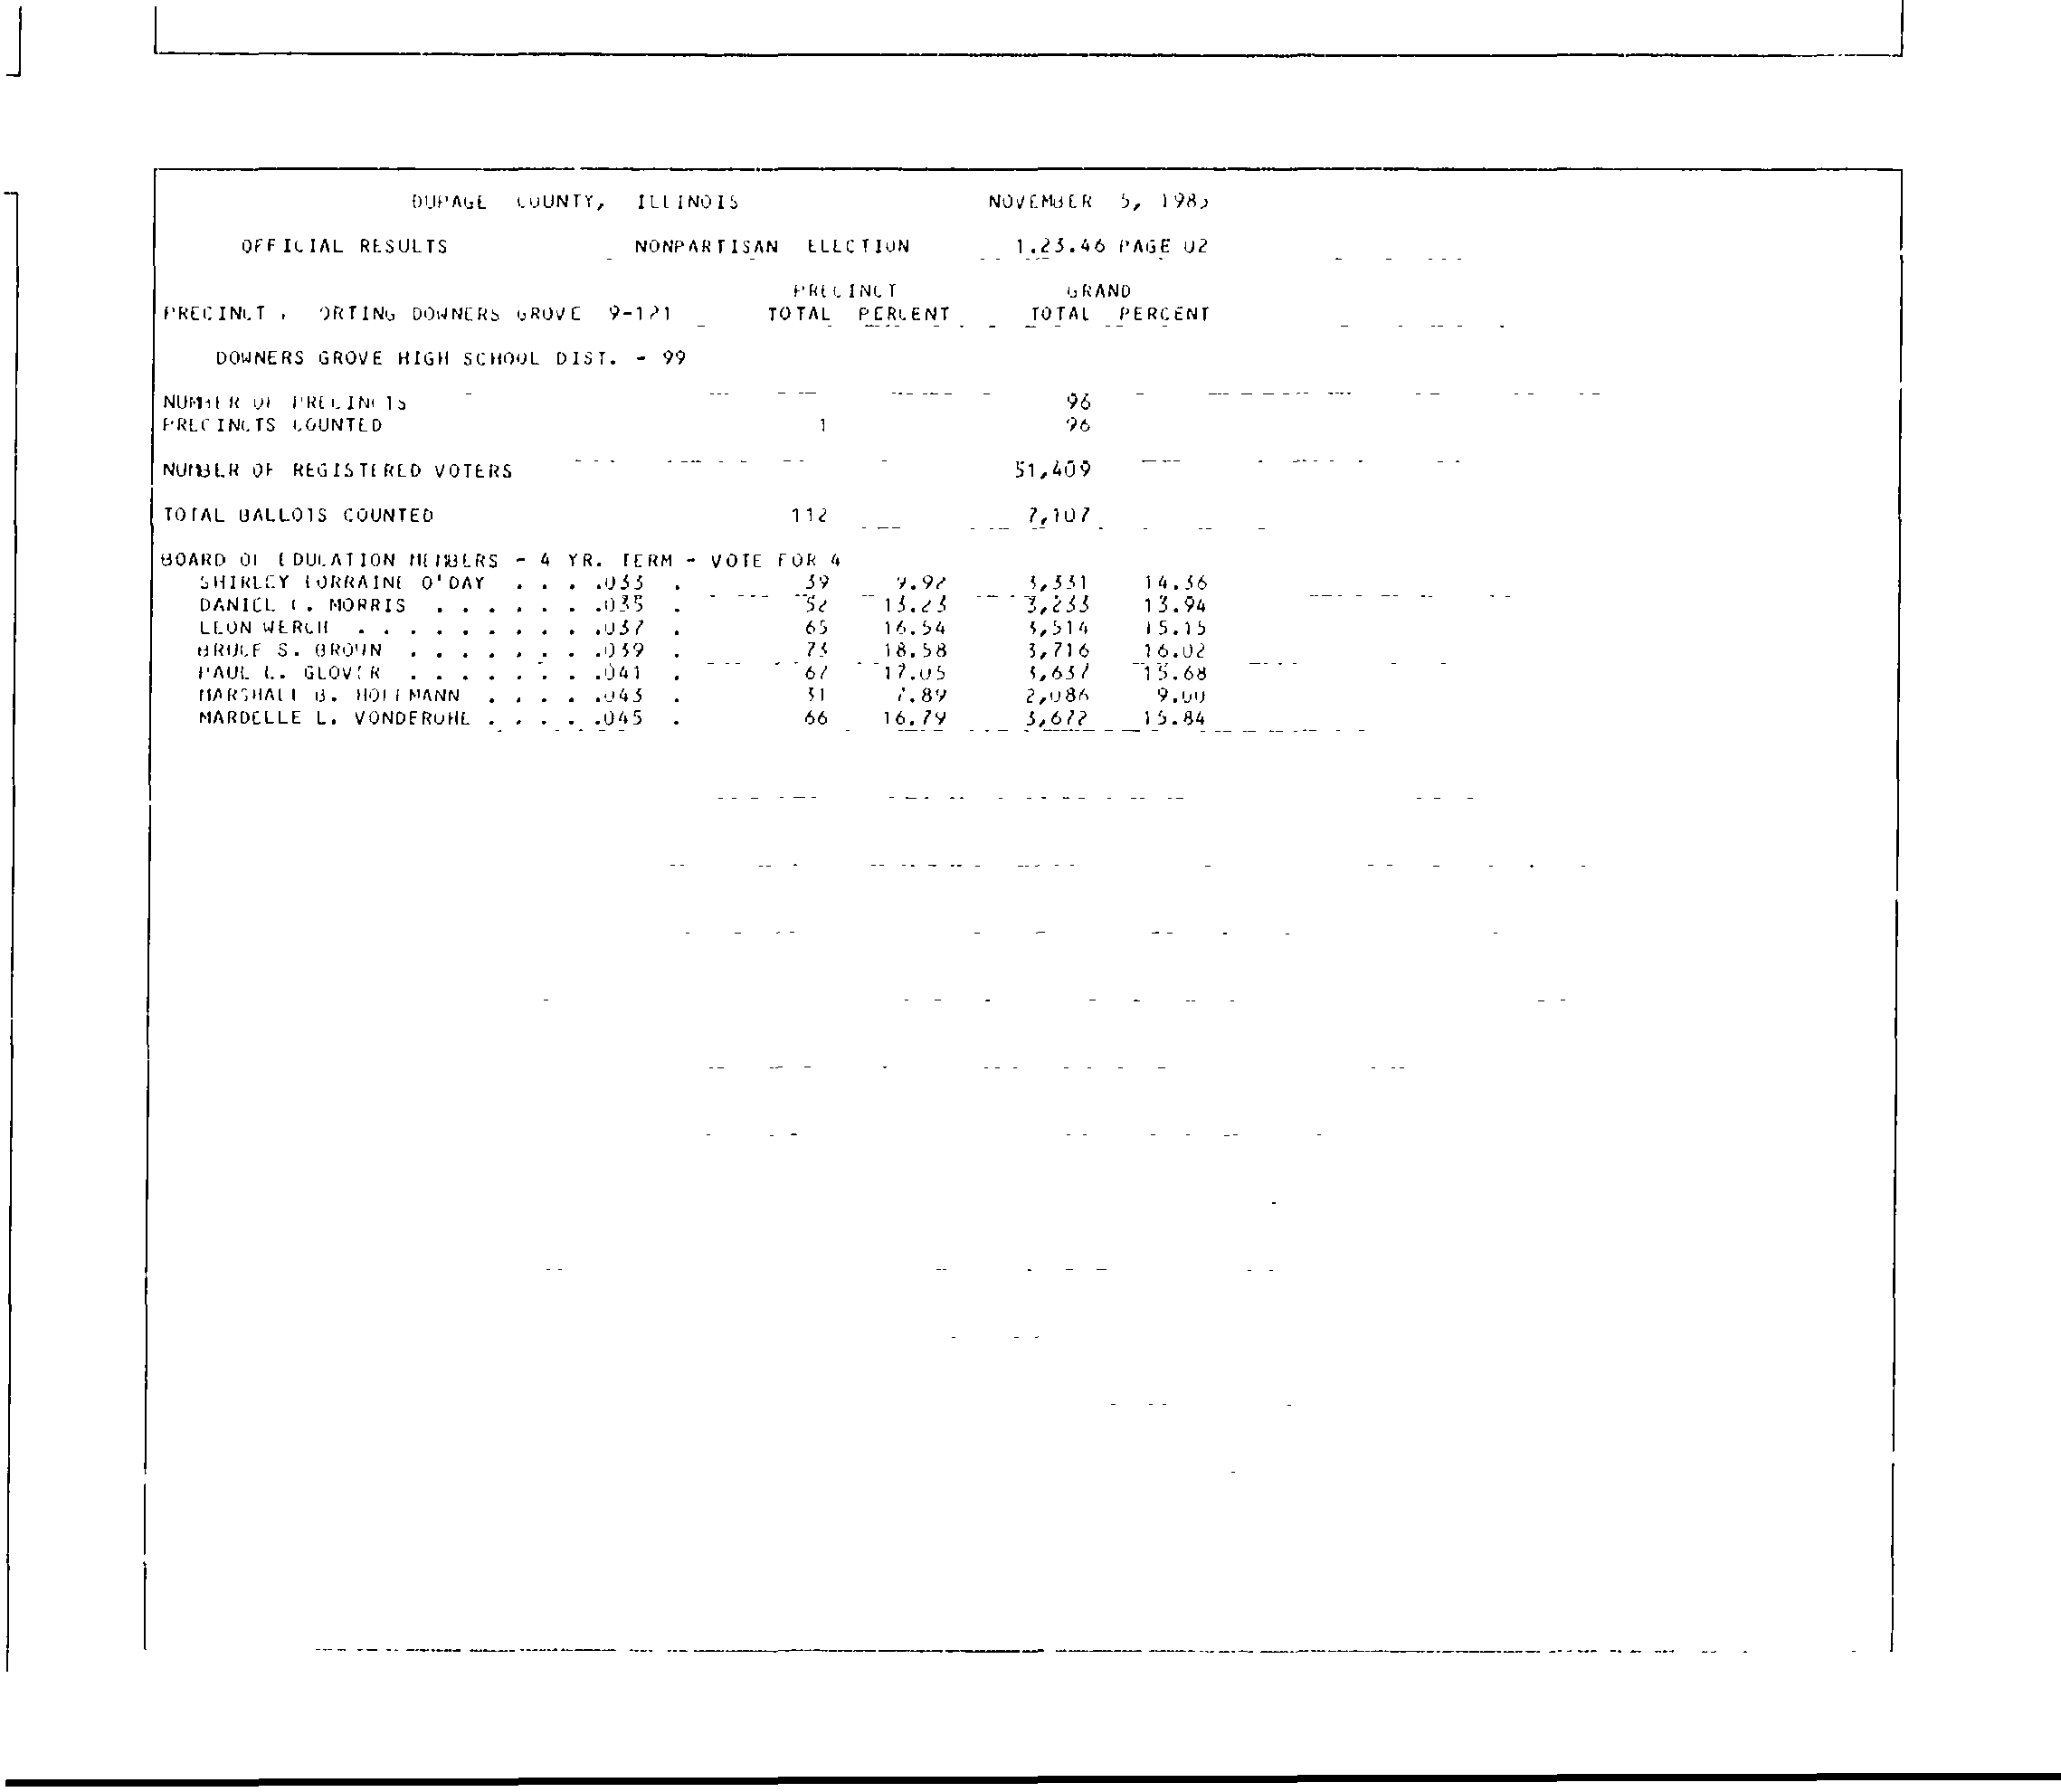 DUPAGE COUNTY, ILLINOIS NOVEMBER 5, 1985
OFFICIAL RESULTS NONPARTISAN ELECTION 1.23.46 PAGE 02
PRECINCT GRAND
PRECINCT ORTING DOWNERS GROVE 9-121 TOTAL PERCENT TOTAL PERCENT
DOWNERS GROVE HIGH SCHOOL DIST. - 99
NUMBER OF PRECINCTS 96
PRECINCTS COUNTED 1 96
NUMBER OF REGISTERED VOTERS 51,409
TOTAL BALLOTS COUNTED 112 7,107
BOARD OF EDUCATION MEMBERS - 4 YR. TERM - VOTE FOR 4
SHIRLEY LORRAINE O'DAY . . . .033 . 39 9.92 3,331 14.36
DANIEL C. MORRIS . . . . . . .035 . 52 13.23 3,233 13.94
LEON WERCH . . . . . . . . . .037 . 65 16.54 3,514 15.15
BRUCE S. BROWN . . . . . . . .039 . 73 18.58 3,716 16.02
PAUL GLOVER . . . . . . . .041 . 67 17.05 3,637 15.68
MARSHALL B. HOFFMANN . . . . .043 . 31 7.89 2,086 9.00
MARDELLE L. VONDEROHE . . . . .045 . 66 16.79 3,672 15.84